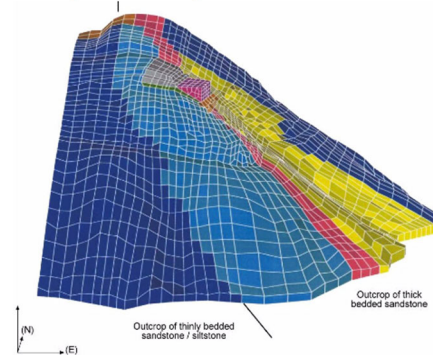 Outcrop of thick
bedded sandstone
Outcrop of thinly bedded
sandstone / siltstone
(N)
(E)